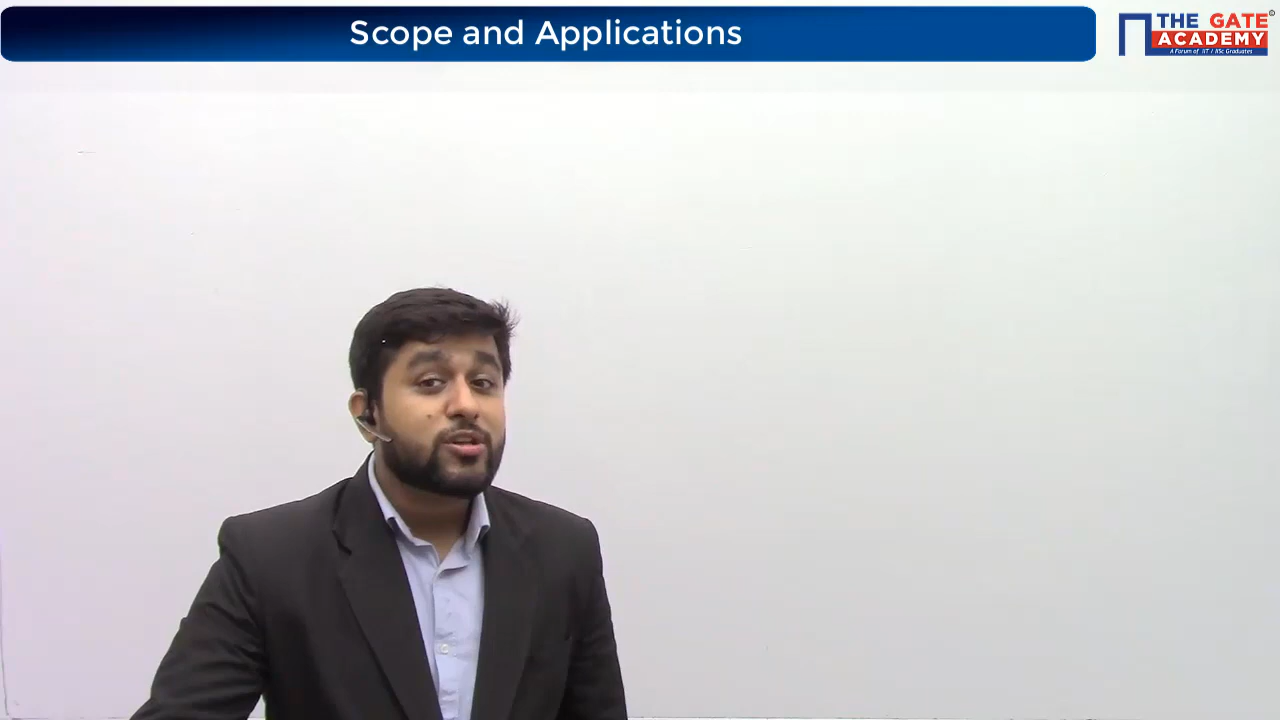 Scope and Applications
THE GATE
ACADEMY
A Forum of IIT / IISc Graduates
©